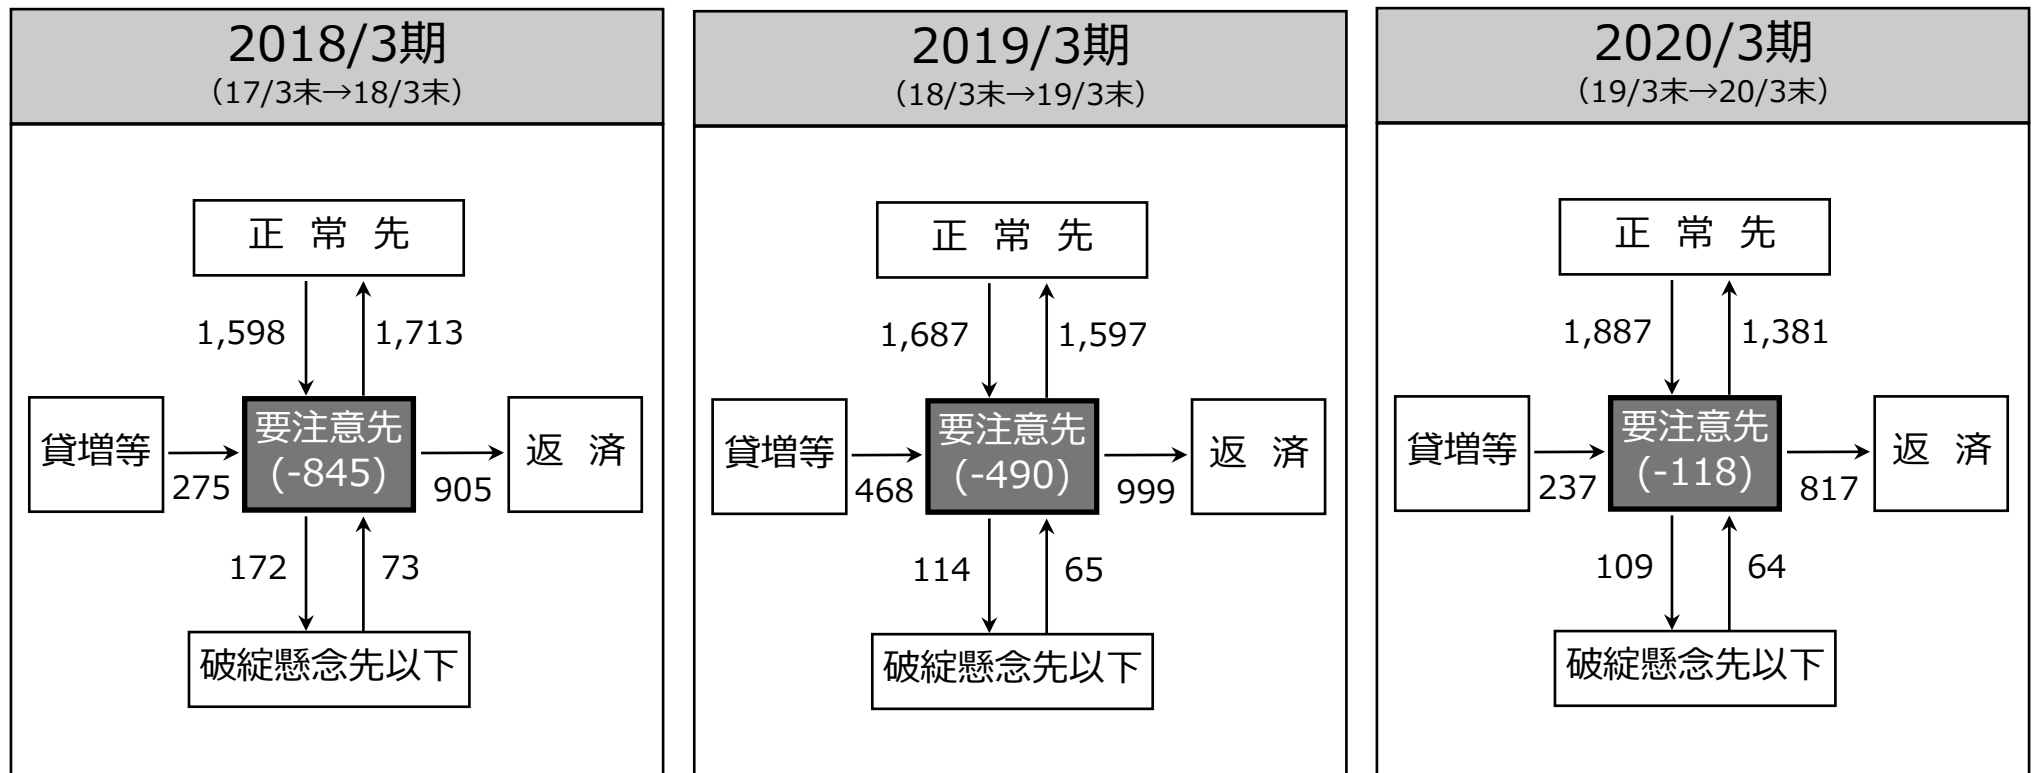 2018/3期
（17/3末→18/3末）
正 常 先
1,598
1,713
貸増等
275
要注意先
(-845)
905
返 済
172
73
破綻懸念先以下
2019/3期
（18/3末→19/3末）
正 常 先
1,687
1,597
貸増等
468
要注意先
(-490)
999
返 済
114
65
破綻懸念先以下
2020/3期
（19/3末→20/3末）
正 常 先
1,887
1,381
貸増等
237
要注意先
(-118)
817
返 済
109
64
破綻懸念先以下